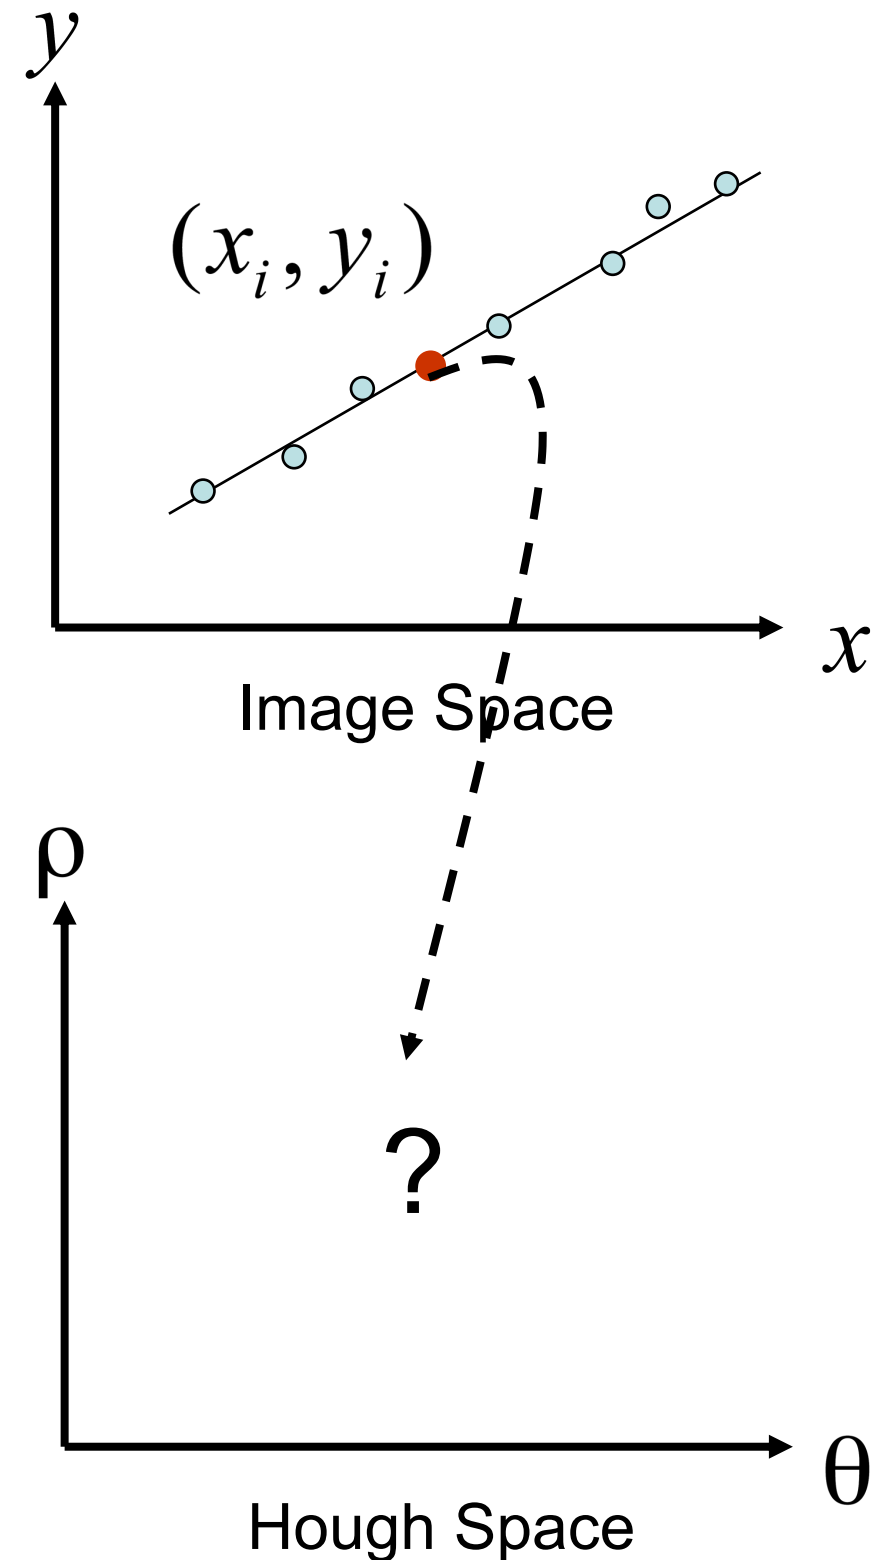 y
(x_i, y_i)
x
Image Space
ρ
?
θ
Hough Space